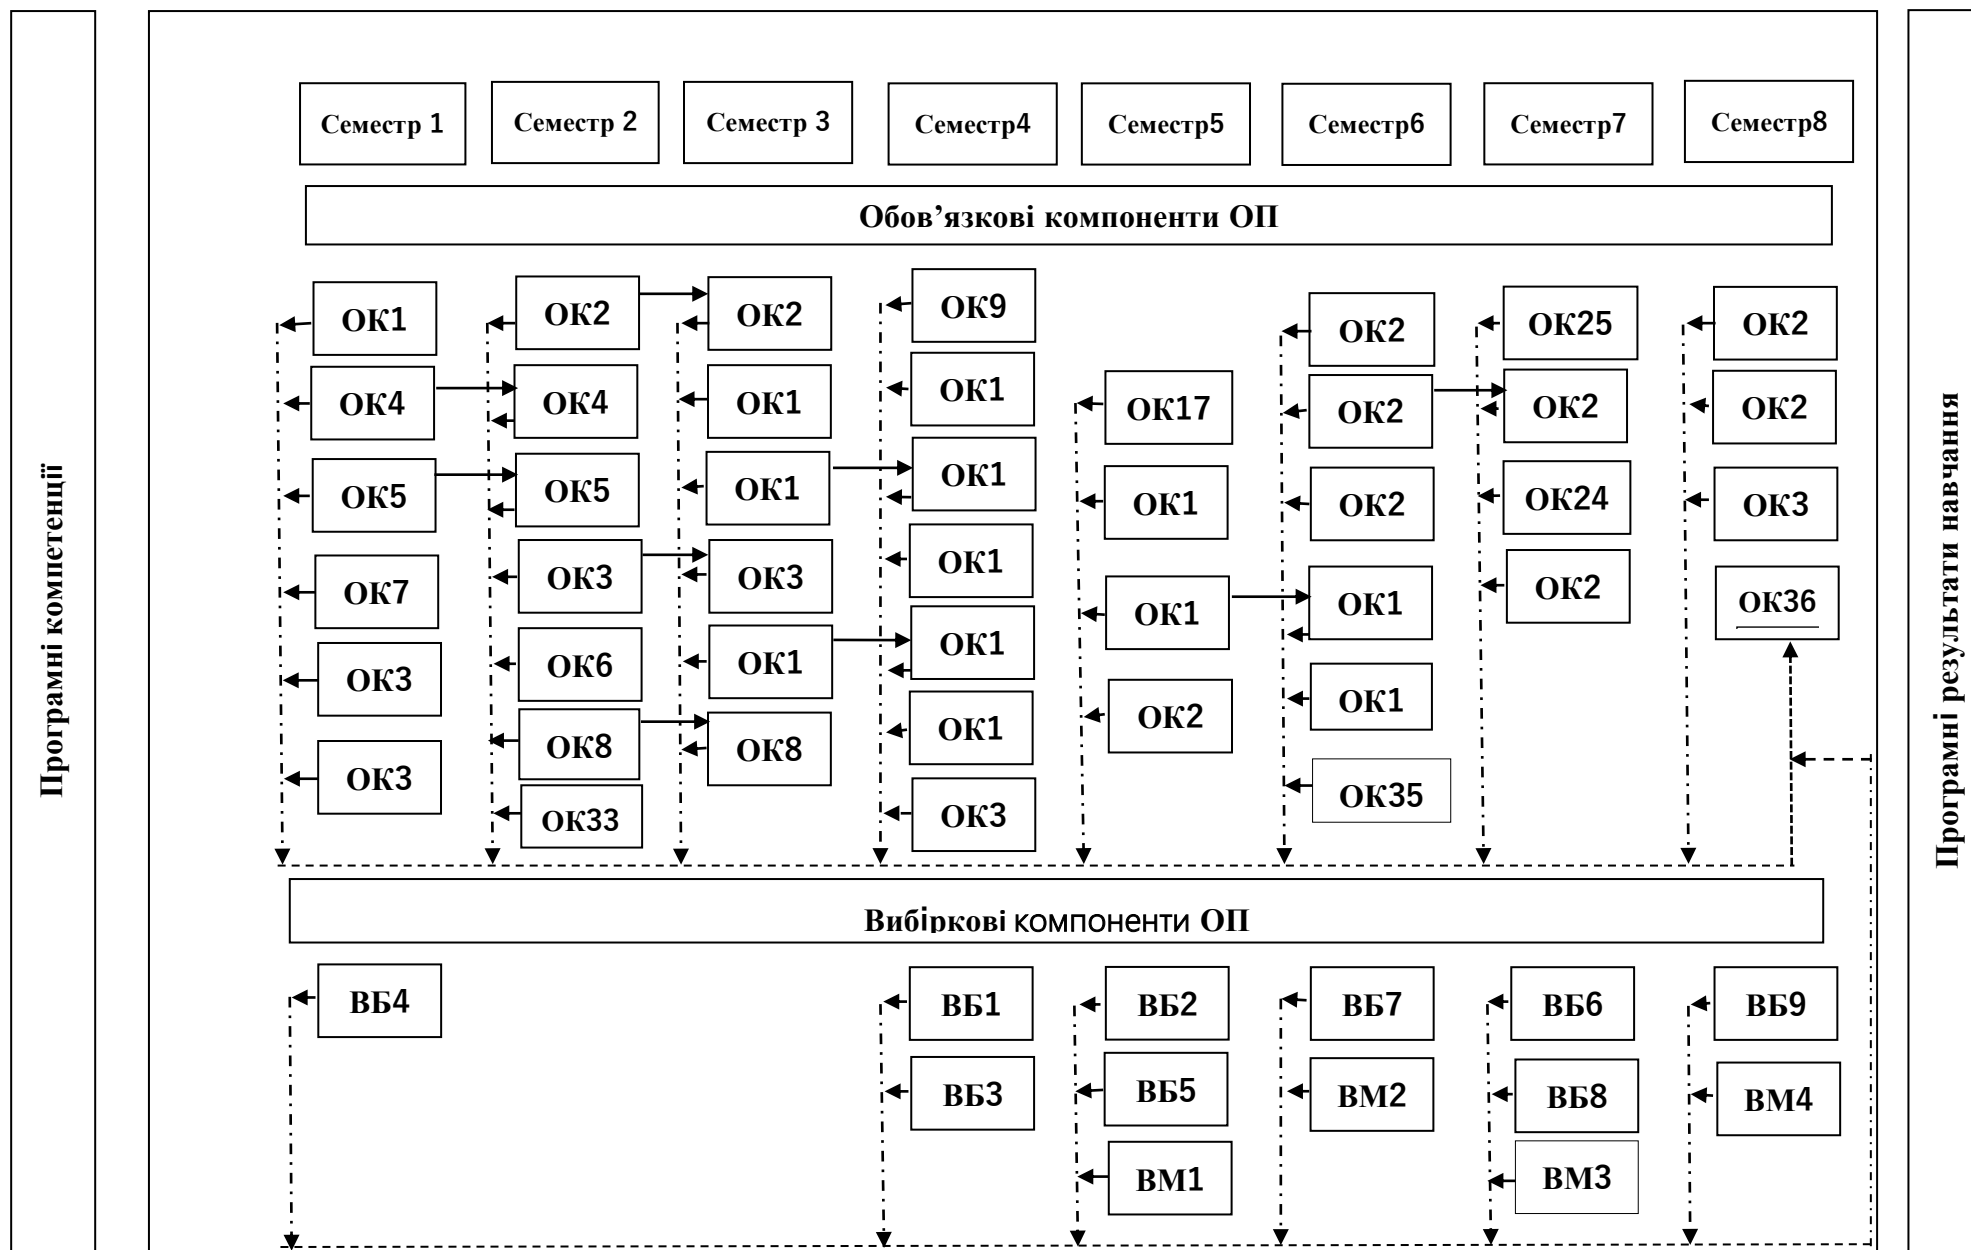 Програмні компетенції
Семестр 1
Семестр 2
Семестр 3
Семестр4
Семестр5
Семестр6
Семестр7
Семестр8
Обов’язкові компоненти ОП
ОК1
ОК4
ОК5
ОК7
ОК3
ОК3
ОК2
ОК4
ОК5
ОК3
ОК6
ОК8
ОК33
ОК2
ОК1
ОК1
ОК3
ОК1
ОК8
ОК9
ОК1
ОК1
ОК1
ОК1
ОК1
ОК3
ОК17
ОК1
ОК1
ОК2
ОК2
ОК2
ОК2
ОК1
ОК1
ОК35
ОК25
ОК2
ОК24
ОК2
ОК2
ОК2
ОК3
ОК36
Вибіркові компоненти ОП
ВБ4
ВБ1
ВБ3
ВБ2
ВБ5
ВМ1
ВБ7
ВМ2
ВБ6
ВБ8
ВМ3
ВБ9
ВМ4
Програмні результати навчання